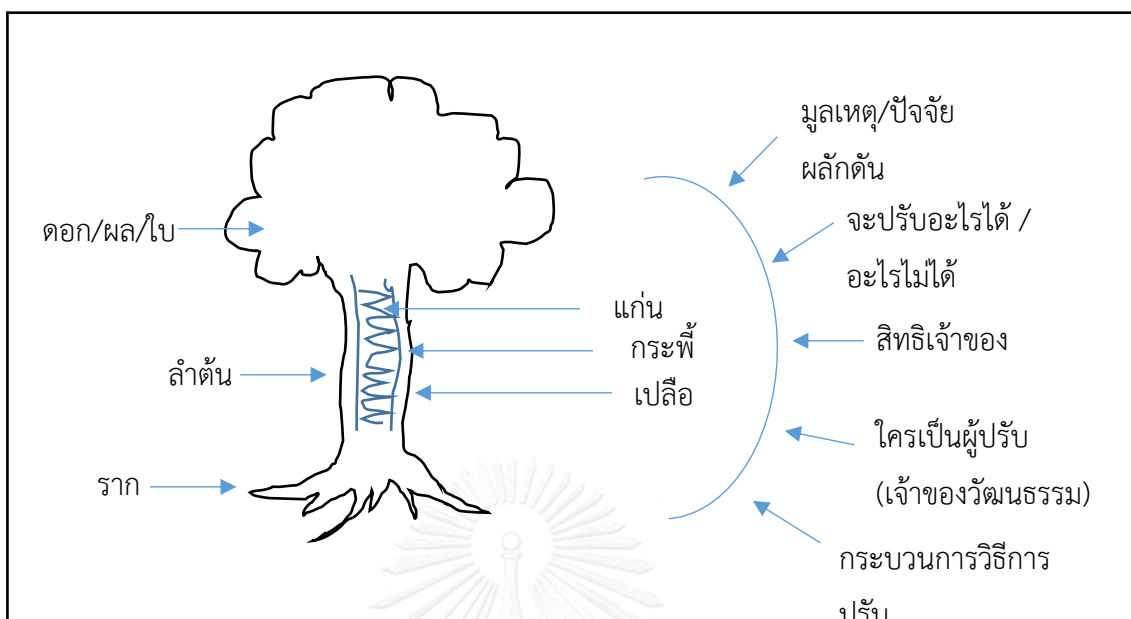 มูลเหตุ/ปัจจัย
ผลักดัน
ดอก/ผล/ใบ
จะปรับอะไรได้ /
อะไรไม่ได้
แก่น
กระพี้
เปลือ
สิทธิเจ้าของ
ลำต้น
ใครเป็นผู้ปรับ
(เจ้าของวัฒนธรรม)
ราก
กระบวนการวิธีการ
ปรับ